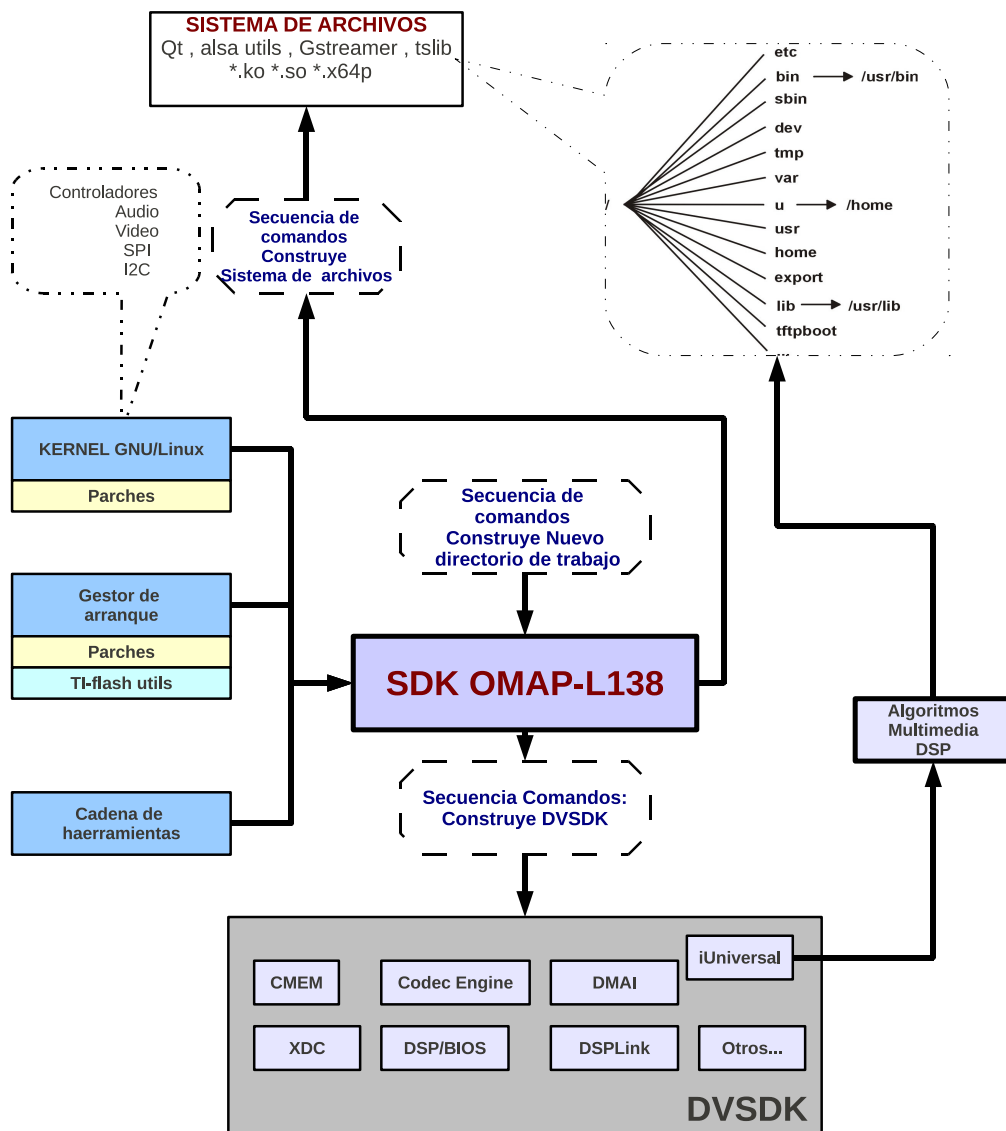 SISTEMA DE ARCHIVOS
Qt , alsa utils , Gstreamer , tslib
*.ko *.so *.x64p
etc
bin
/usr/bin
sbin
dev
tmp
var
u
/home
usr
home
export
lib
/usr/lib
tftpboot
...
Controladores
Audio
Video
SPI
I2C
Secuencia de
comandos
Construye
Sistema de archivos
KERNEL GNU/Linux
Parches
Secuencia de
comandos
Construye Nuevo
directorio de trabajo
Gestor de
arranque
Parches
TI-flash utils
SDK OMAP-L138
Algoritmos
Multimedia
DSP
Cadena de
haerramientas
Secuencia Comandos:
Construye DVSDK
iUniversal
CMEM
Codec Engine
DMAI
XDC
DSP/BIOS
DSPLink
Otros...
DVSDK